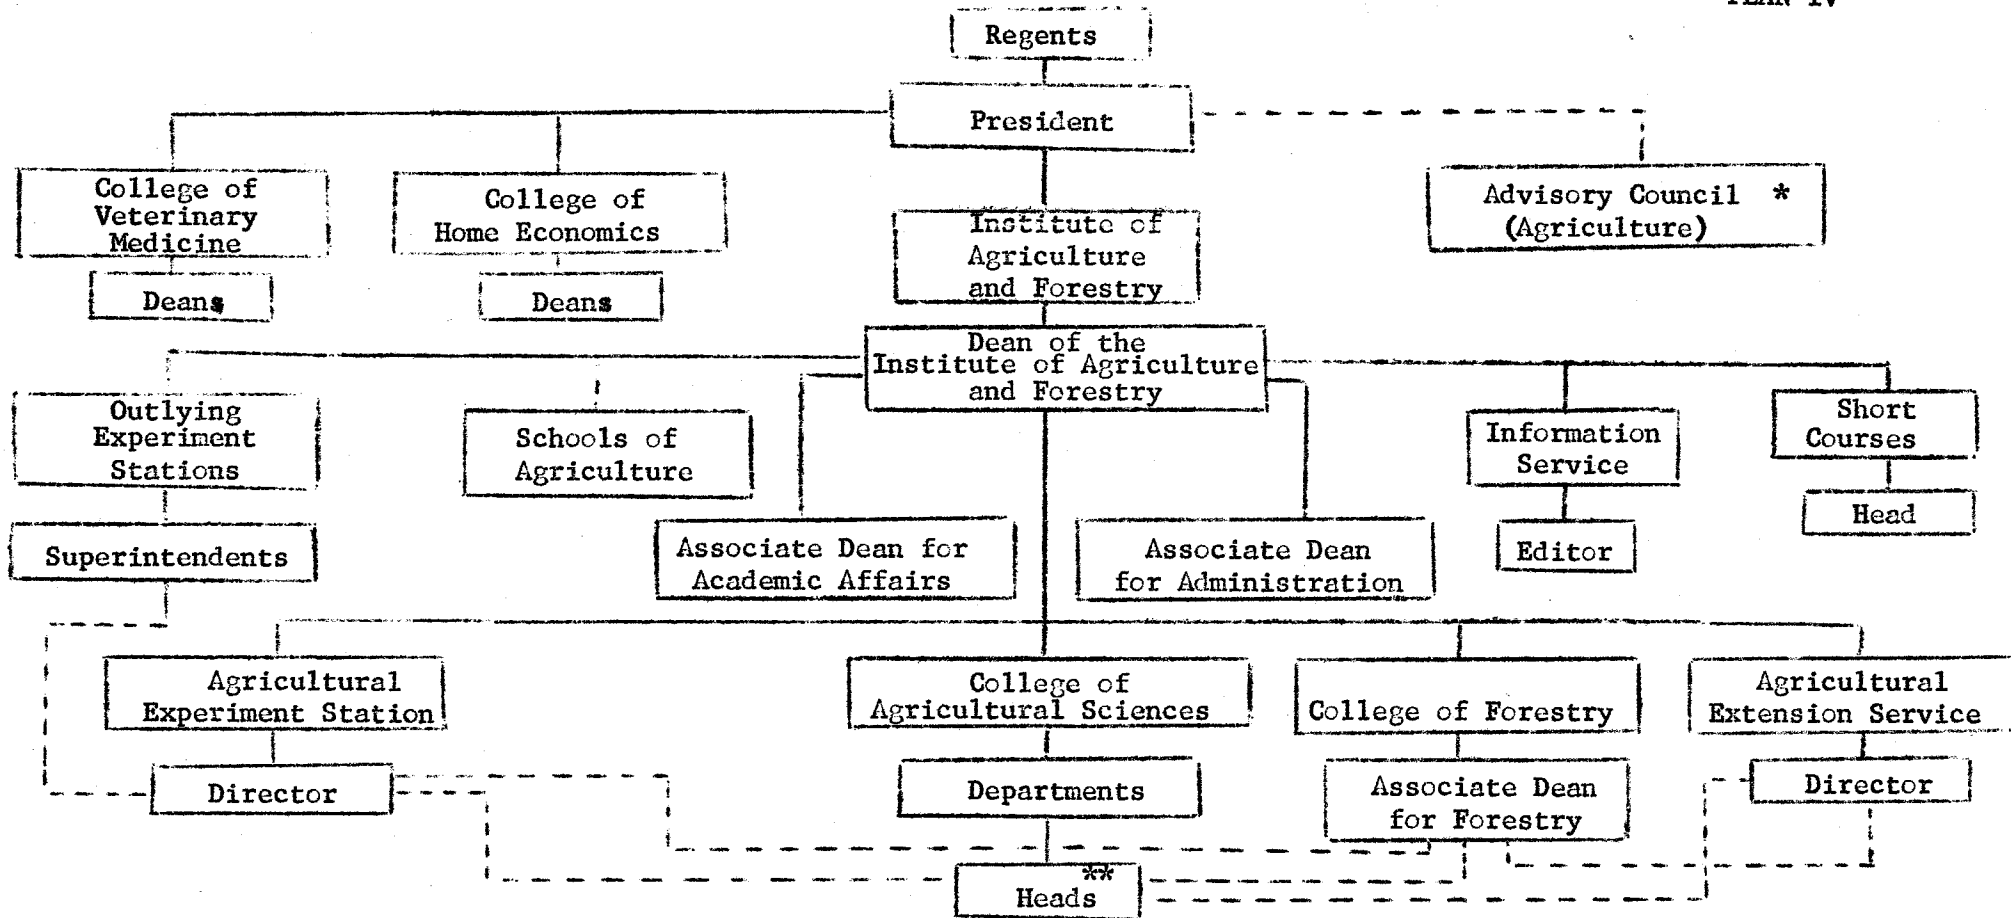 Regents
President
College of
Veterinary
Medicine
College of
Home Economics
Institute of
Agriculture
and Forestry
Advisory Council *
(Agriculture)
Deans
Deans
Dean of the
Institute of Agriculture
and Forestry
Outlying
Experiment
Stations
Schools of
Agriculture
Information
Service
Short
Courses
Superintendents
Associate Dean for
Academic Affairs
Associate Dean
for Administration
Editor
Head
Agricultural
Experiment Station
College of
Agricultural Sciences
College of Forestry
Agricultural
Extension Service
Director
Departments
Associate Dean
for Forestry
Director
**
Heads